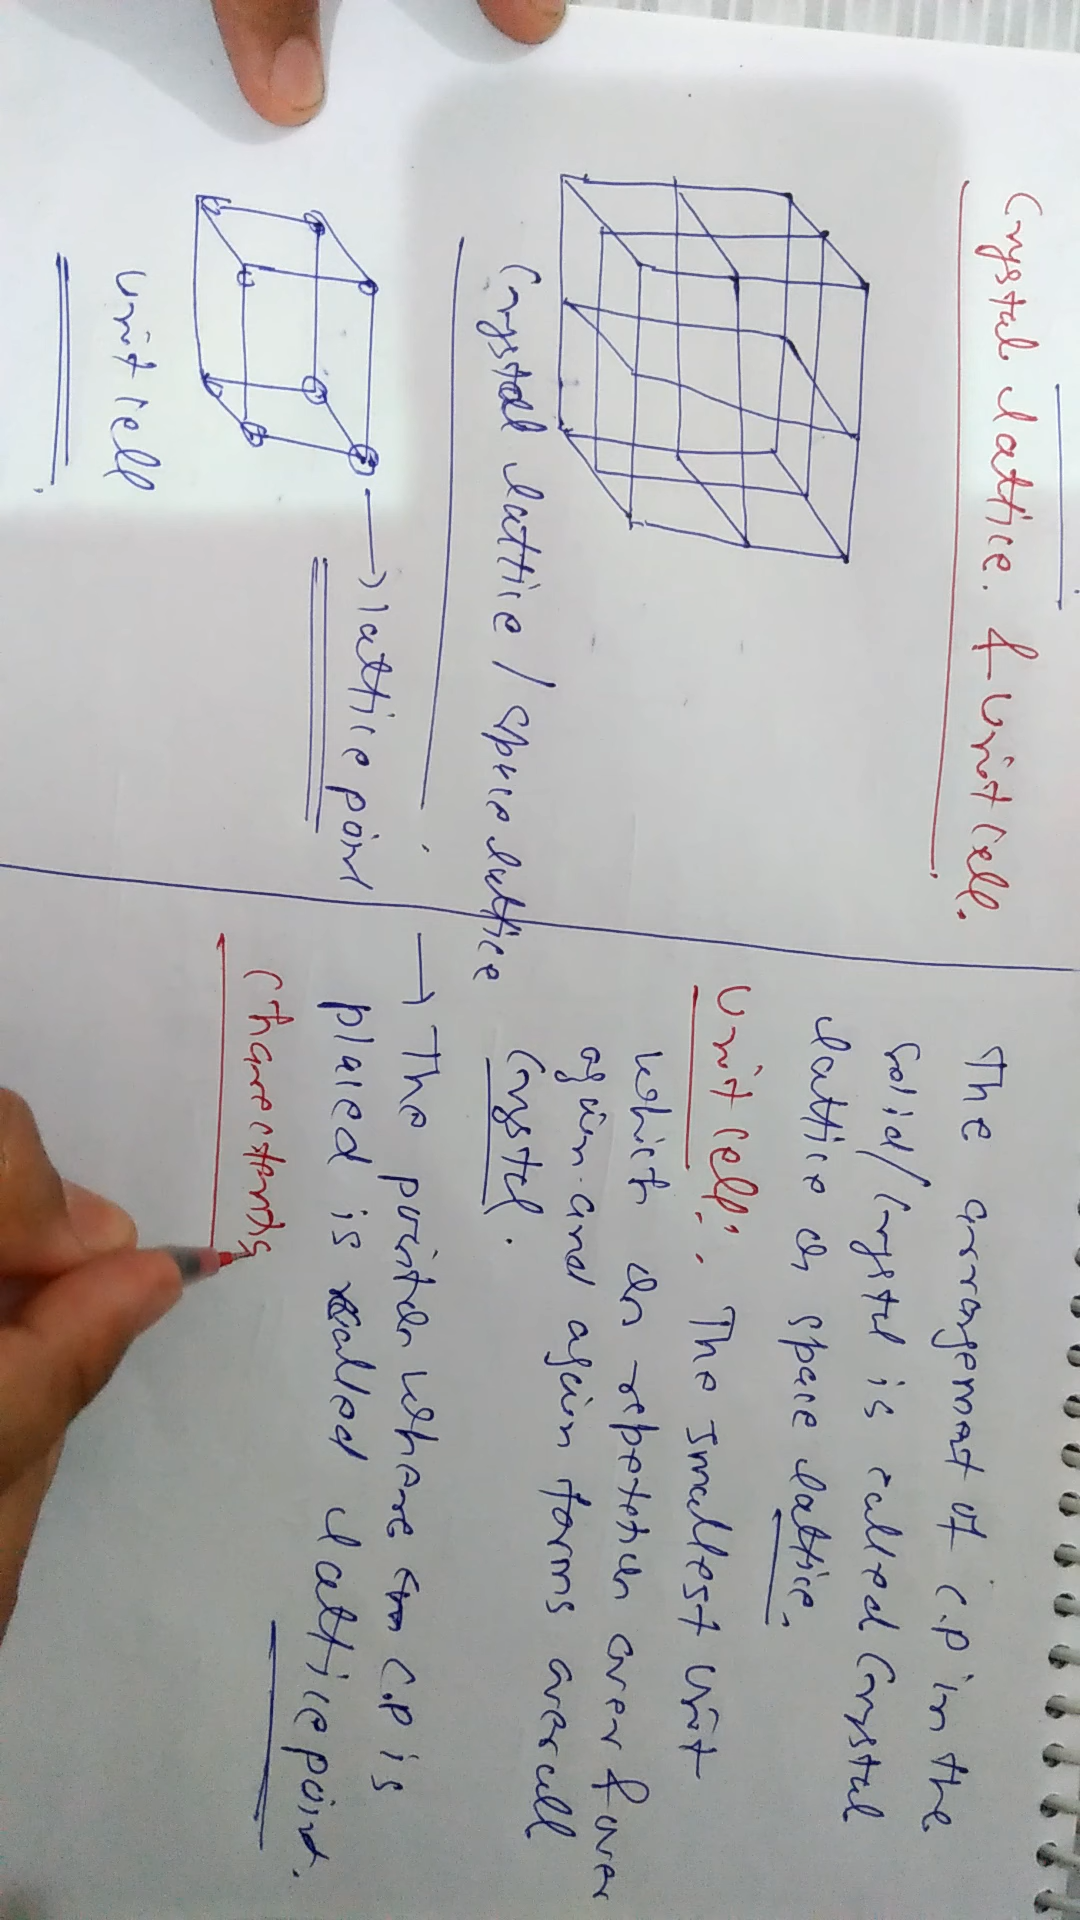 Crystal lattice. & Unit Cell.
Crystal lattice / space lattice
→ lattice point
Unit cell
The arrangement of C.P in the
Solid/Crystal is called Crystal
lattice or space lattice.
Unit Cell:. The smallest unit
which on repetition over & over
again and again forms overall
Crystal.
→ The point where C.P is
placed is called lattice point.